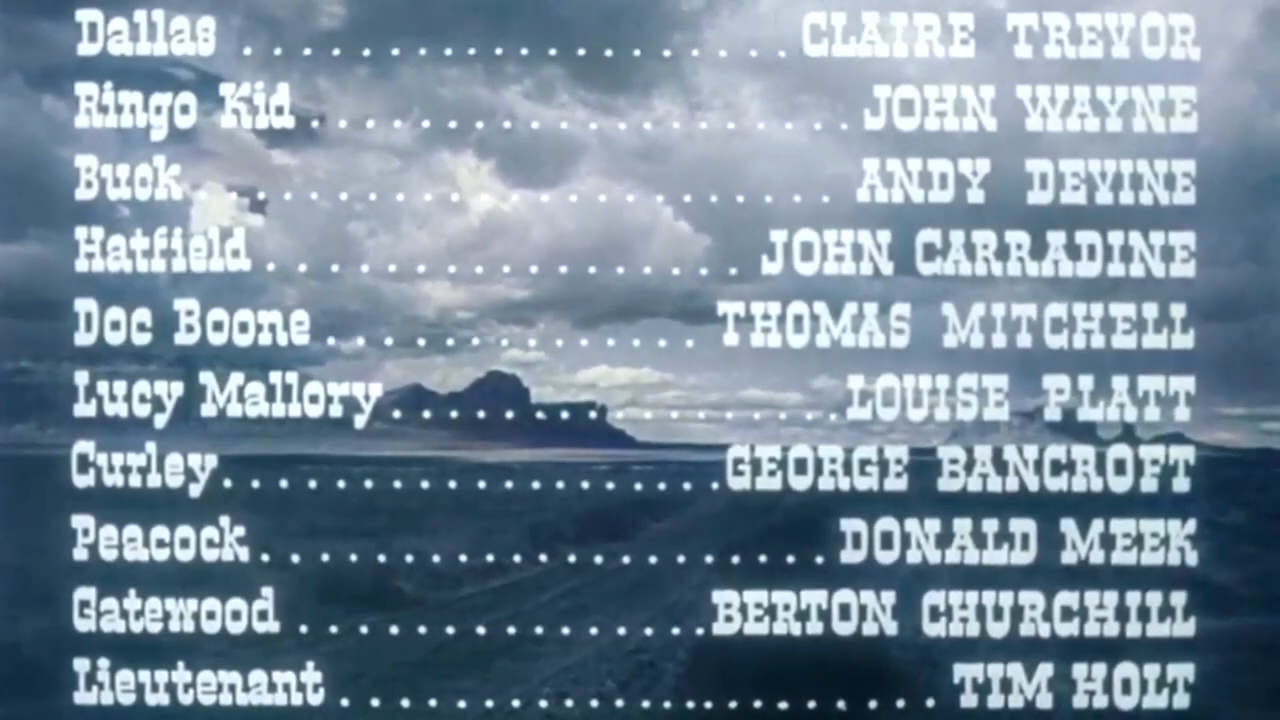 Dallas . . . . . . . . . . . . . . . . . . . CLAIRE TREVOR
Ringo Kid . . . . . . . . . . . . . . . . . . . . JOHN WAYNE
Buck . . . . . . . . . . . . . . . . . . . . . . ANDY DEVINE
Hatfield . . . . . . . . . . . . . . . . . JOHN CARRADINE
Doc Boone . . . . . . . . . . . . . . THOMAS MITCHELL
Lucy Mallory . . . . . . . . . . . . . . . . LOUISE PLATT
Curley . . . . . . . . . . . . . . . . . . GEORGE BANCROFT
Peacock . . . . . . . . . . . . . . . . . . . . DONALD MEEK
Gatewood . . . . . . . . . . . . . . BERTON CHURCHILL
Lieutenant . . . . . . . . . . . . . . . . . . . . . TIM HOLT